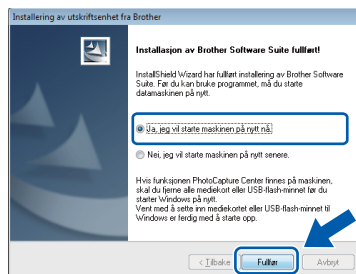 Installering av utskriftsenhet fra Brother
Installasjon av Brother Software Suite fullført!
InstallShield Wizard har fullført installering av Brother Software
Suite. Før du kan bruke programmet, må du starte
datamaskinen på nytt.
Ja, jeg vil starte maskinen på nytt nå.
Nei, jeg vil starte maskinen på nytt senere.
Hvis funksjonen PhotoCapture Center finnes på maskinen,
skal du fjerne alle mediekort eller USB-flash-minnet før du
starter Windows på nytt.
Vent med å sette inn mediekortet eller USB-flash-minnet til
Windows er ferdig med å starte opp.
< Tilbake Fullfør Avbryt